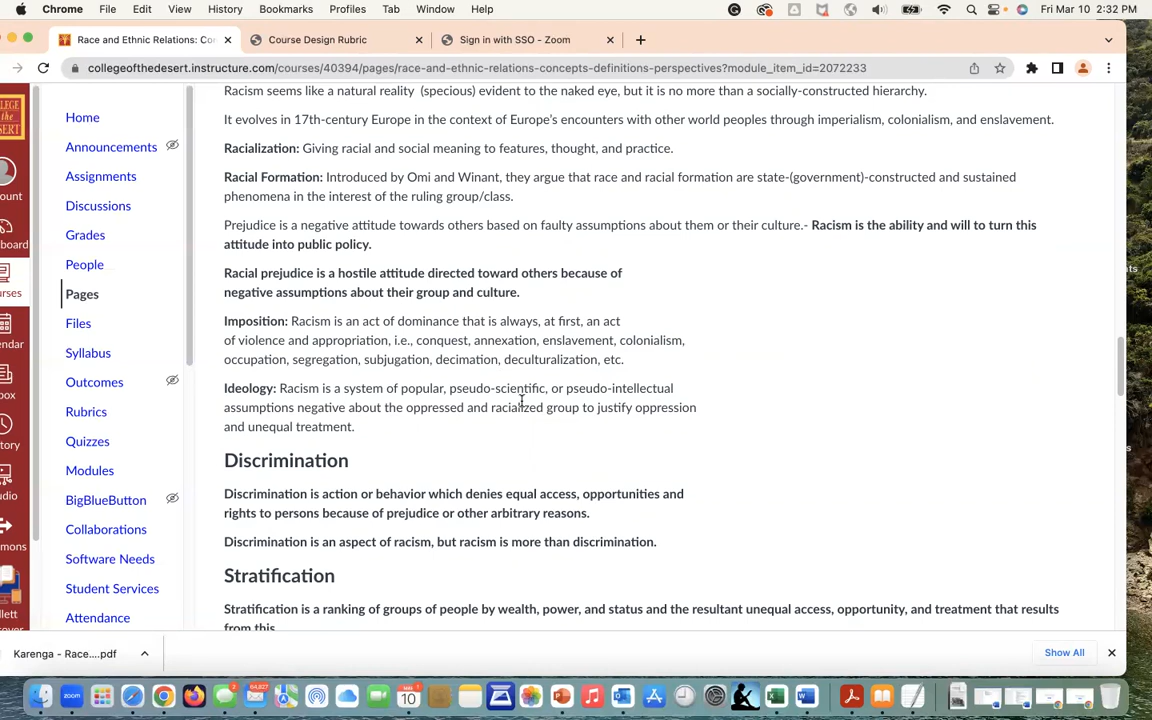 Chrome File Edit View History Bookmarks Profiles Tab Window Help Fri Mar 10 2:32 PM
Race and Ethnic Relations: Co Course Design Rubric Sign in with SSO - Zoom
collegeofthedesert.instructure.com/courses/40394/pages/race-and-ethnic-relations-concepts-definitions-perspectives?module_item_id=2072233
Home
Announcements
Assignments
Discussions
Grades
People
Pages
Files
Syllabus
Outcomes
Rubrics
Quizzes
Modules
BigBlueButton
Collaborations
Software Needs
Student Services
Attendance
Racism seems like a natural reality (specious) evident to the naked eye, but it is no more than a socially-constructed hierarchy.
It evolves in 17th-century Europe in the context of Europe's encounters with other world peoples through imperialism, colonialism, and enslavement.
Racialization: Giving racial and social meaning to features, thought, and practice.
Racial Formation: Introduced by Omi and Winant, they argue that race and racial formation are state-(government)-constructed and sustained
phenomena in the interest of the ruling group/class.
Prejudice is a negative attitude towards others based on faulty assumptions about them or their culture.- Racism is the ability and will to turn this
attitude into public policy.
Racial prejudice is a hostile attitude directed toward others because of
negative assumptions about their group and culture.
Imposition: Racism is an act of dominance that is always, at first, an act
of violence and appropriation, i.e., conquest, annexation, enslavement, colonialism,
occupation, segregation, subjugation, decimation, deculturalization, etc.
Ideology: Racism is a system of popular, pseudo-scientific, or pseudo-intellectual
assumptions negative about the oppressed and racialized group to justify oppression
and unequal treatment.
Discrimination
Discrimination is action or behavior which denies equal access, opportunities and
rights to persons because of prejudice or other arbitrary reasons.
Discrimination is an aspect of racism, but racism is more than discrimination.
Stratification
Stratification is a ranking of groups of people by wealth, power, and status and the resultant unequal access, opportunity, and treatment that results
from this
Karenga - Race....pdf
Show All